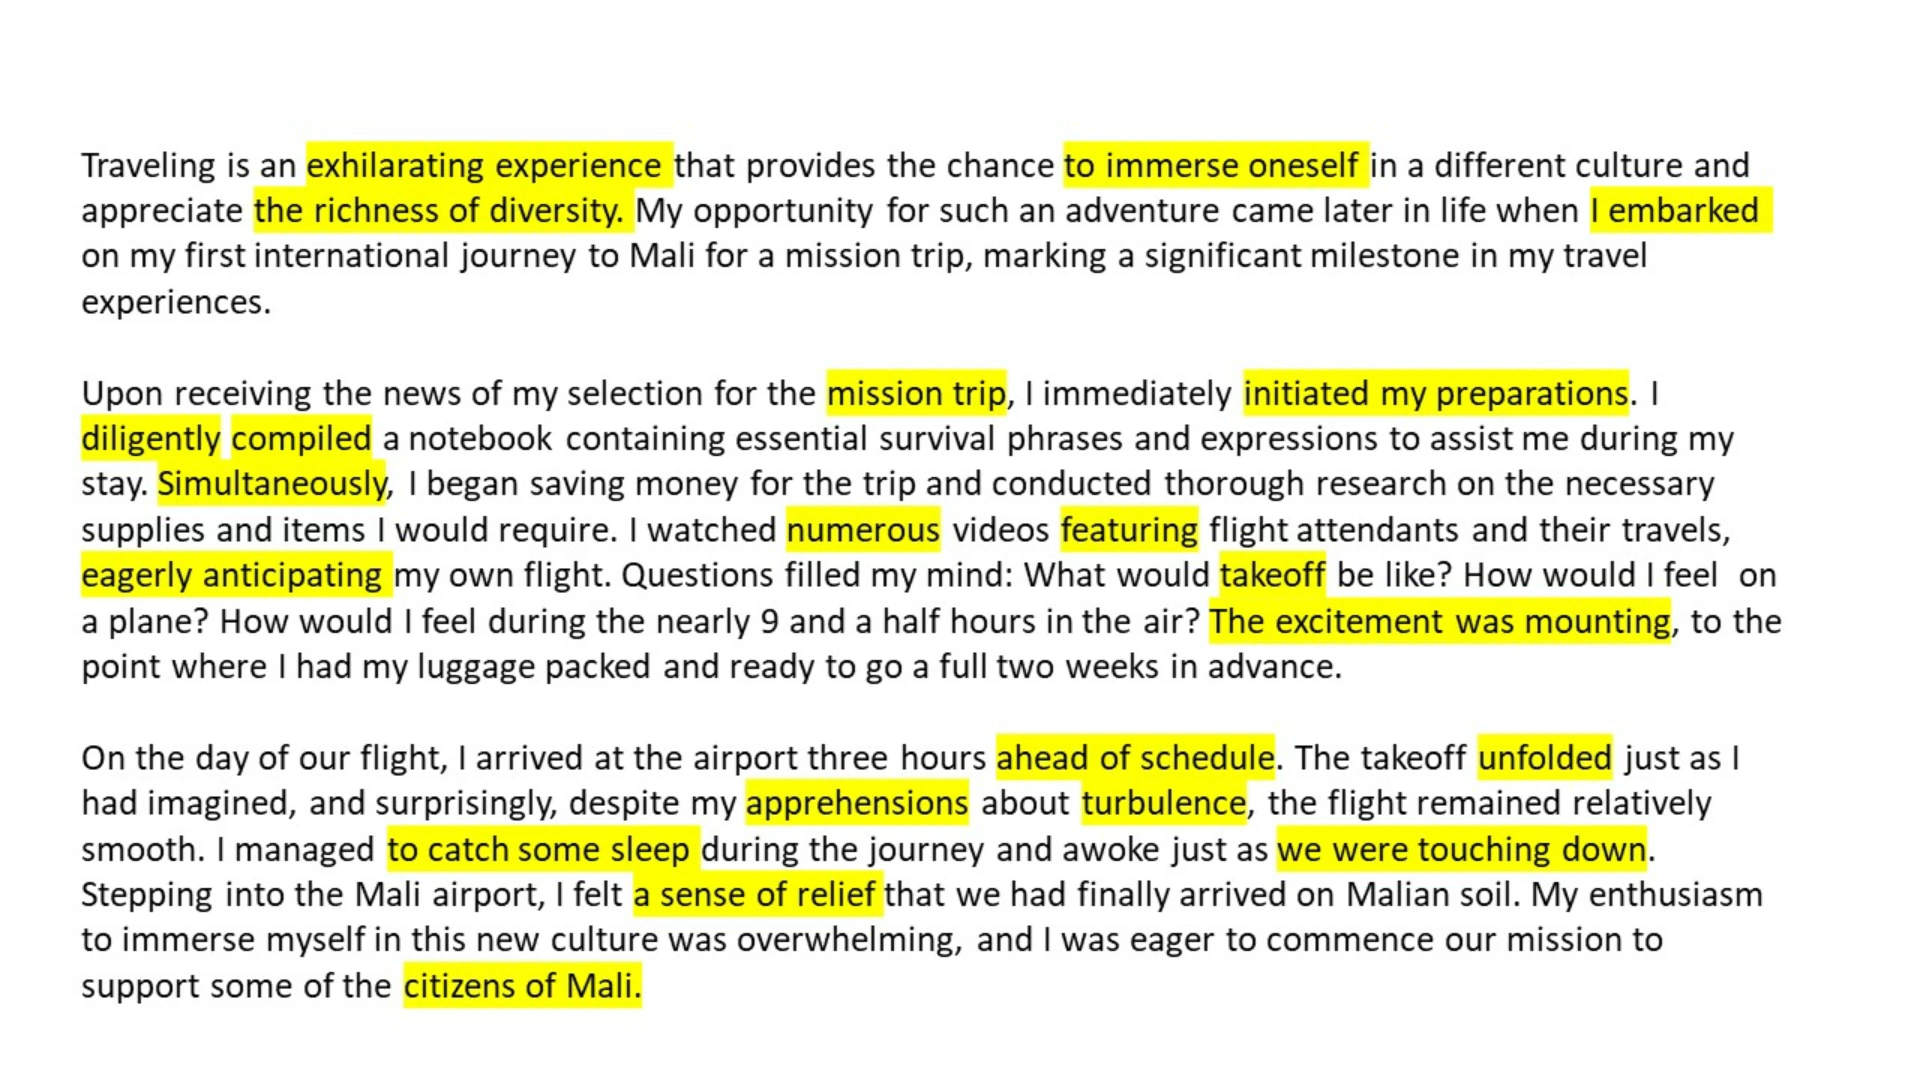 Traveling is an exhilarating experience that provides the chance to immerse oneself in a different culture and
appreciate the richness of diversity. My opportunity for such an adventure came later in life when I embarked
on my first international journey to Mali for a mission trip, marking a significant milestone in my travel
experiences.
Upon receiving the news of my selection for the mission trip, I immediately initiated my preparations. I
diligently compiled a notebook containing essential survival phrases and expressions to assist me during my
stay. Simultaneously, I began saving money for the trip and conducted thorough research on the necessary
supplies and items I would require. I watched numerous videos featuring flight attendants and their travels,
eagerly anticipating my own flight. Questions filled my mind: What would takeoff be like? How would I feel on
a plane? How would I feel during the nearly 9 and a half hours in the air? The excitement was mounting, to the
point where I had my luggage packed and ready to go a full two weeks in advance.
On the day of our flight, I arrived at the airport three hours ahead of schedule. The takeoff unfolded just as I
had imagined, and surprisingly, despite my apprehensions about turbulence, the flight remained relatively
smooth. I managed to catch some sleep during the journey and awoke just as we were touching down.
Stepping into the Mali airport, I felt a sense of relief that we had finally arrived on Malian soil. My enthusiasm
to immerse myself in this new culture was overwhelming, and I was eager to commence our mission to
support some of the citizens of Mali.